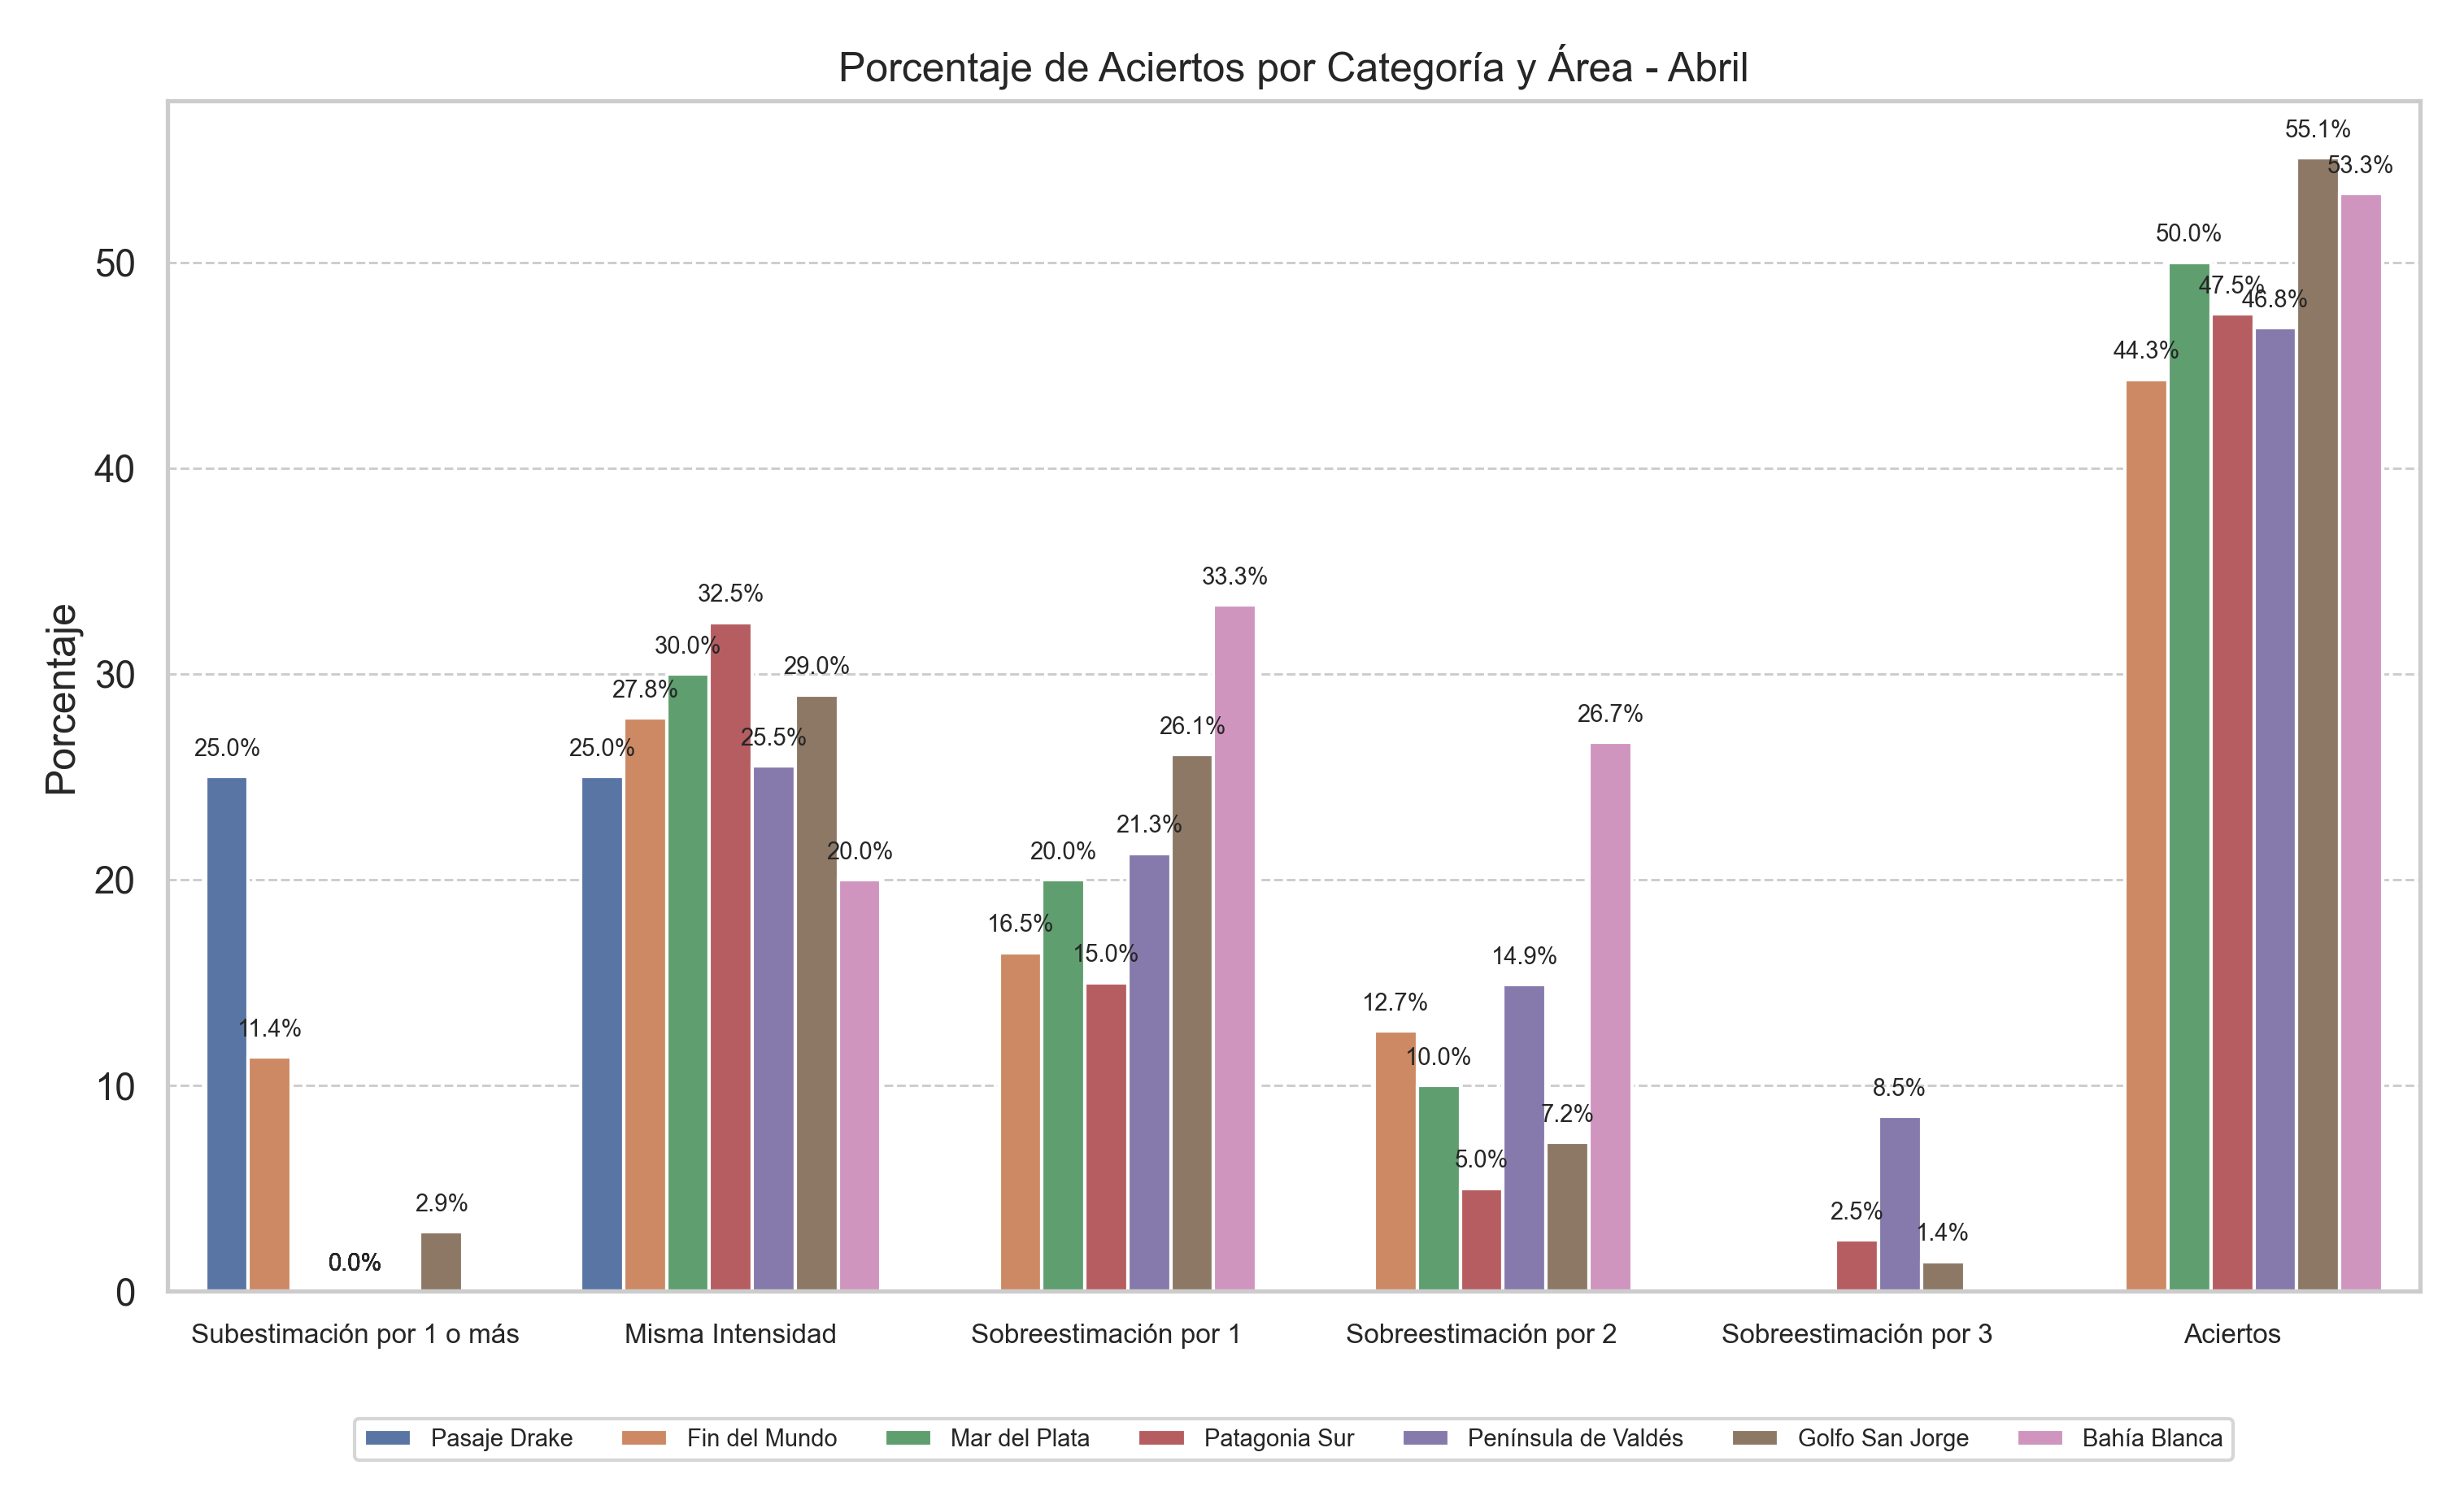 Porcentaje de Aciertos por Categoría y Área - Abril
Porcentaje
50
40
30
20
10
0
25.0%
11.4%
0.0%
2.9%
25.0%
27.8%
30.0%
32.5%
25.5%
29.0%
20.0%
16.5%
20.0%
15.0%
21.3%
26.1%
33.3%
12.7%
10.0%
5.0%
14.9%
7.2%
26.7%
2.5%
8.5%
1.4%
44.3%
50.0%
47.5%
46.8%
55.1%
53.3%
Subestimación por 1 o más
Misma Intensidad
Sobreestimación por 1
Sobreestimación por 2
Sobreestimación por 3
Aciertos
Pasaje Drake
Fin del Mundo
Mar del Plata
Patagonia Sur
Península de Valdés
Golfo San Jorge
Bahía Blanca